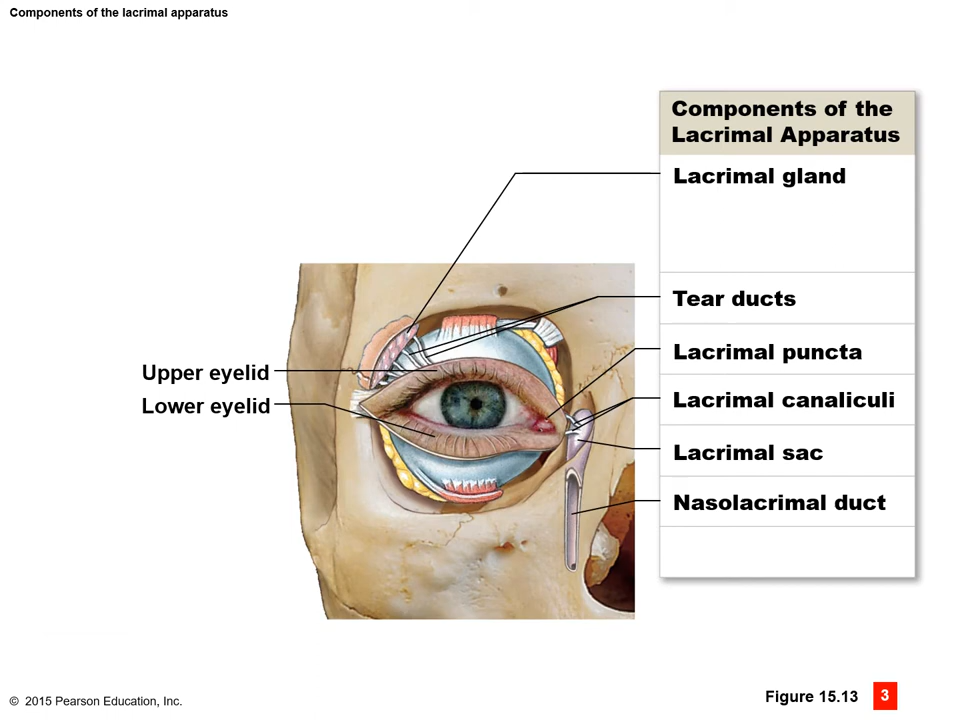 Components of the lacrimal apparatus
Components of the
Lacrimal Apparatus
Lacrimal gland
Tear ducts
Lacrimal puncta
Lacrimal canaliculi
Lacrimal sac
Nasolacrimal duct
Upper eyelid
Lower eyelid
© 2015 Pearson Education, Inc.
Figure 15.13 3